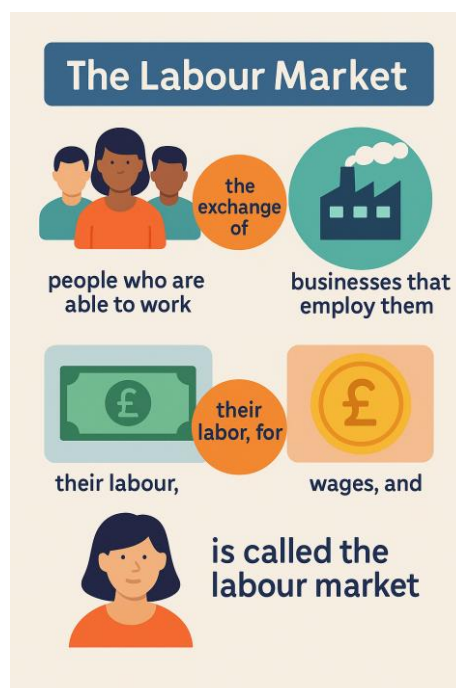 The Labour Market
the
exchange
of
people who are
able to work
businesses that
employ them
£
their
labor, for
£
their labour,
wages, and
is called the
labour market